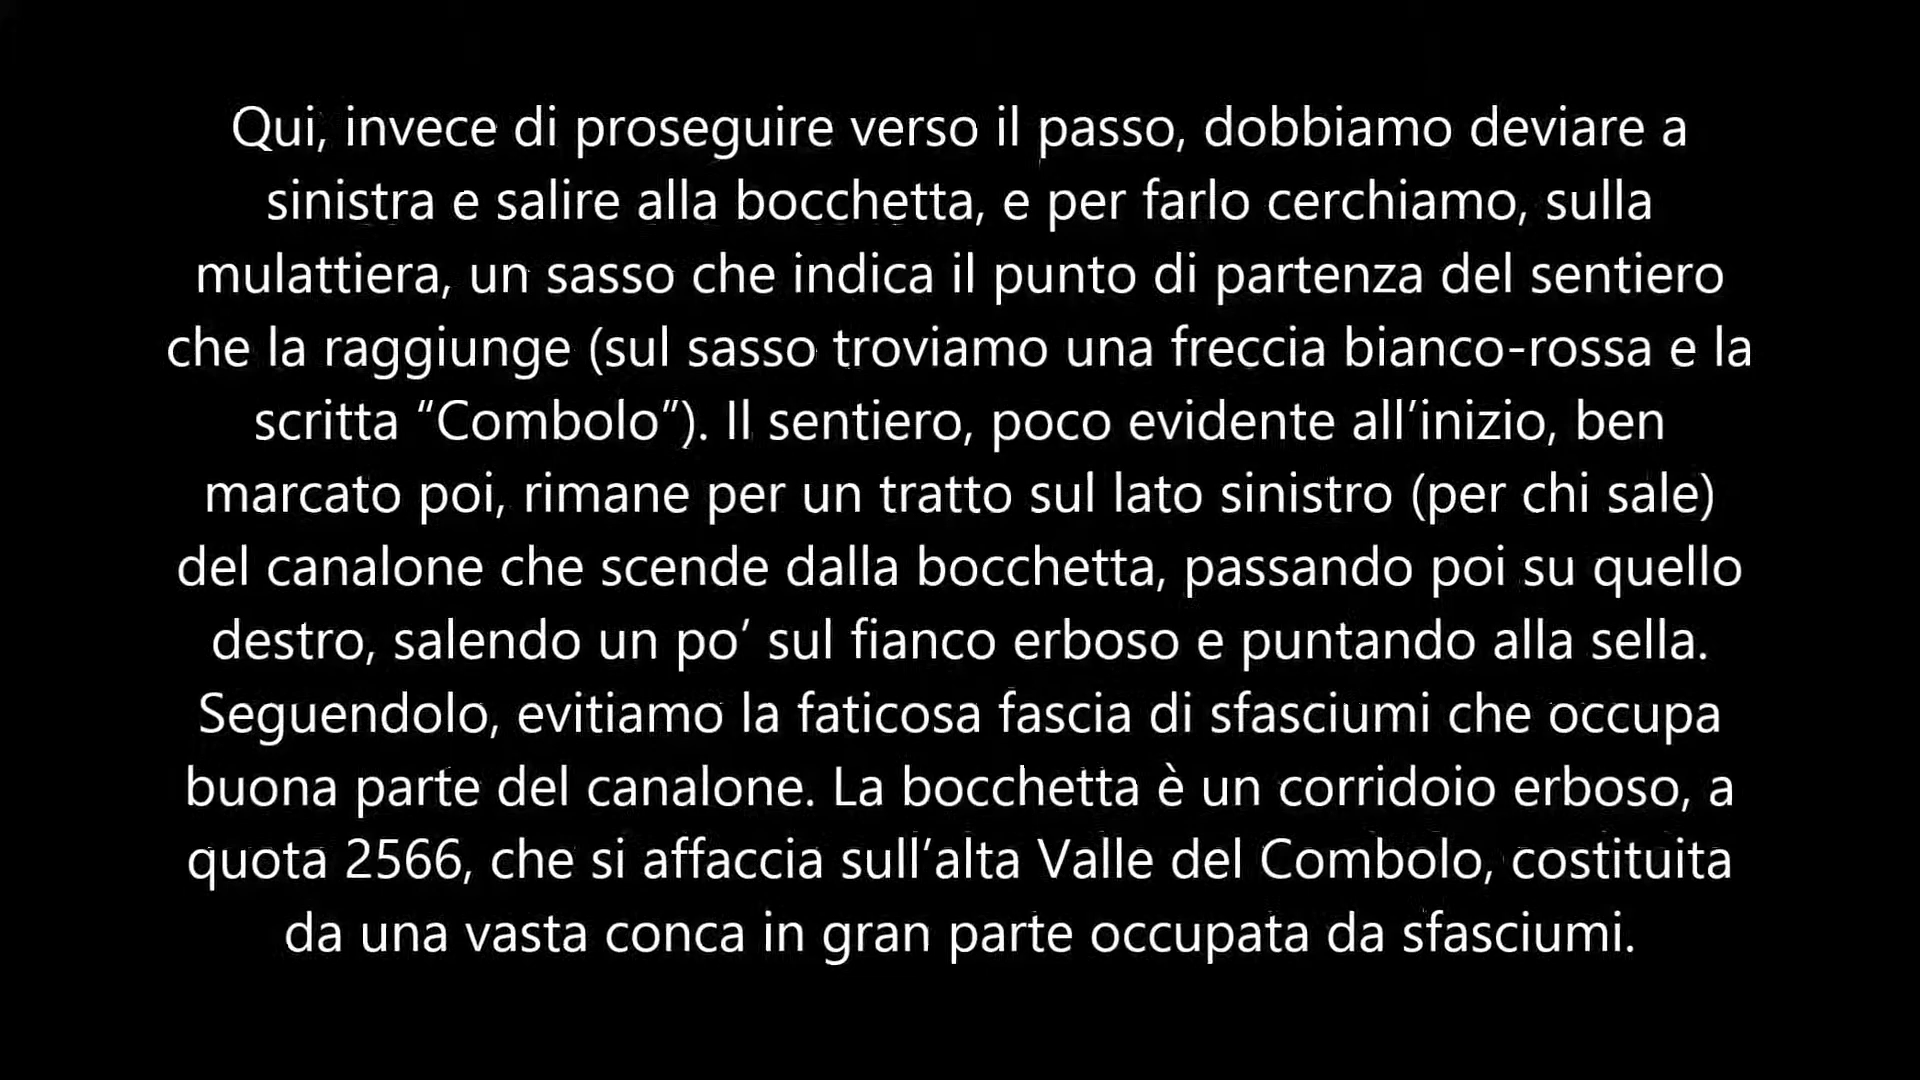 Qui, invece di proseguire verso il passo, dobbiamo deviare a
sinistra e salire alla bocchetta, e per farlo cerchiamo, sulla
mulattiera, un sasso che indica il punto di partenza del sentiero
che la raggiunge (sul sasso troviamo una freccia bianco-rossa e la
scritta “Combolo”). Il sentiero, poco evidente all’inizio, ben
marcato poi, rimane per un tratto sul lato sinistro (per chi sale)
del canalone che scende dalla bocchetta, passando poi su quello
destro, salendo un po’ sul fianco erboso e puntando alla sella.
Seguendolo, evitiamo la faticosa fascia di sfasciumi che occupa
buona parte del canalone. La bocchetta è un corridoio erboso, a
quota 2566, che si affaccia sull’alta Valle del Combolo, costituita
da una vasta conca in gran parte occupata da sfasciumi.